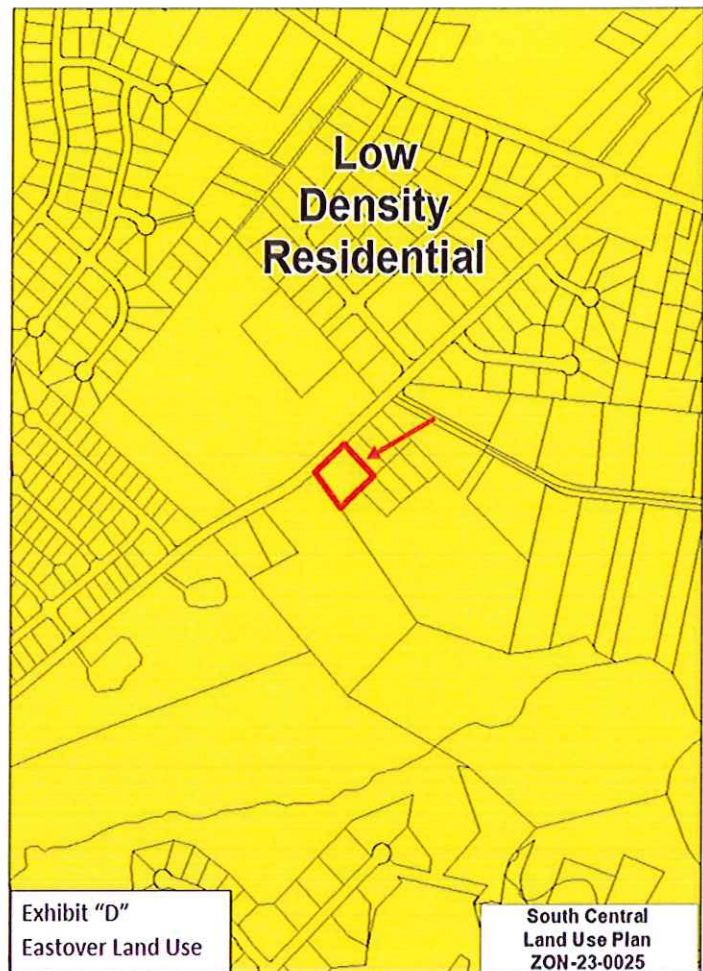 Low
Density
Residential
Exhibit "D"
Eastover Land Use
South Central
Land Use Plan
ZON-23-0025